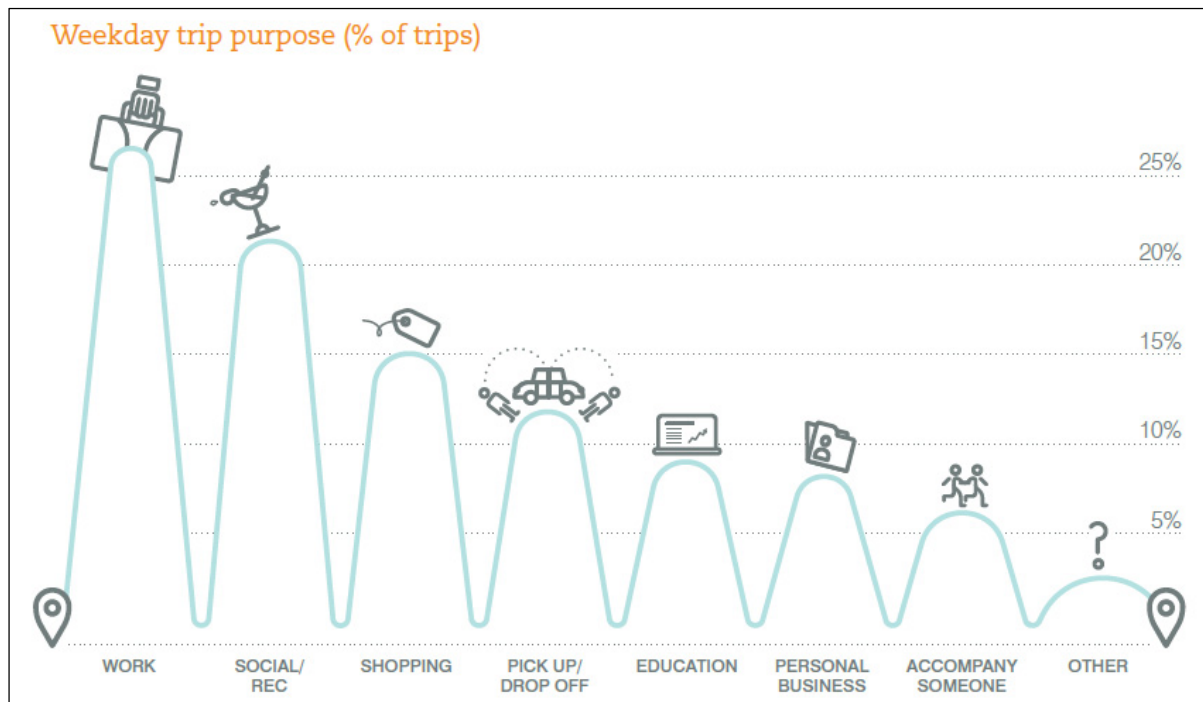 Weekday trip purpose (% of trips)
25%
20%
15%
10%
5%
?
WORK
SOCIAL/
REC
SHOPPING
PICK UP/
DROP OFF
EDUCATION
PERSONAL
BUSINESS
ACCOMPANY
SOMEONE
OTHER